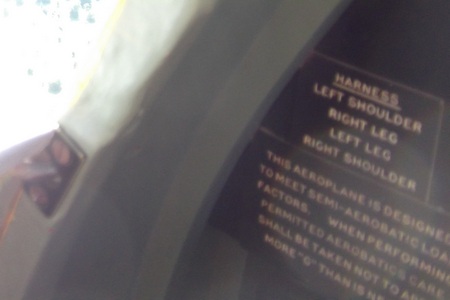 HARNESS
LEFT SHOULDER
RIGHT LEG
LEFT LEG
RIGHT SHOULDER
THIS AEROPLANE IS DESIGNED
TO MEET SEMI-AEROBATIC LOA
FACTORS. WHEN PERFORMING
PERMITTED AEROBATICS CARE
SHALL BE TAKEN NOT TO
MORE "G" THAN IS